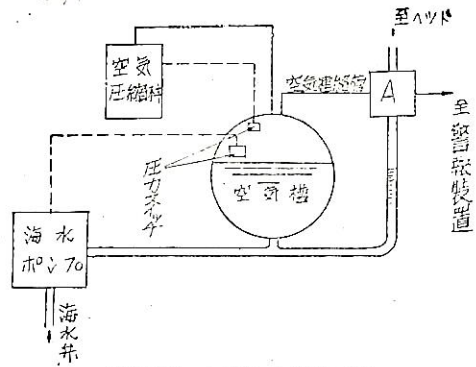 至ヘッド
空気
圧縮機
空気連絡管
A
至警報装置
圧力スイッチ
空気槽
海水
ポンプ
海水井